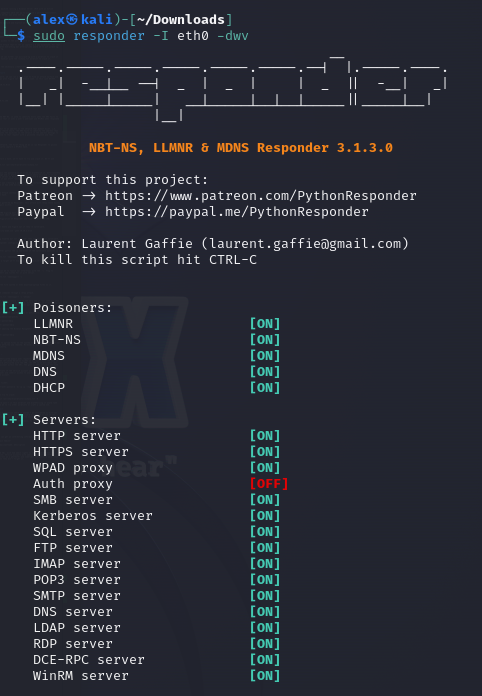 ┌──(alex㉿kali)-[~/Downloads]
└─$ sudo responder -I eth0 -dwv
NBT-NS, LLMNR & MDNS Responder 3.1.3.0
To support this project:
Patreon -> https://www.patreon.com/PythonResponder
Paypal  -> https://paypal.me/PythonResponder
Author: Laurent Gaffie (laurent.gaffie@gmail.com)
To kill this script hit CTRL-C
[+] Poisoners:
LLMNR [ON]
NBT-NS [ON]
MDNS [ON]
DNS [ON]
DHCP [ON]
[+] Servers:
HTTP server [ON]
HTTPS server [ON]
WPAD proxy [ON]
Auth proxy [OFF]
SMB server [ON]
Kerberos server [ON]
SQL server [ON]
FTP server [ON]
IMAP server [ON]
POP3 server [ON]
SMTP server [ON]
DNS server [ON]
LDAP server [ON]
RDP server [ON]
DCE-RPC server [ON]
WinRM server [ON]